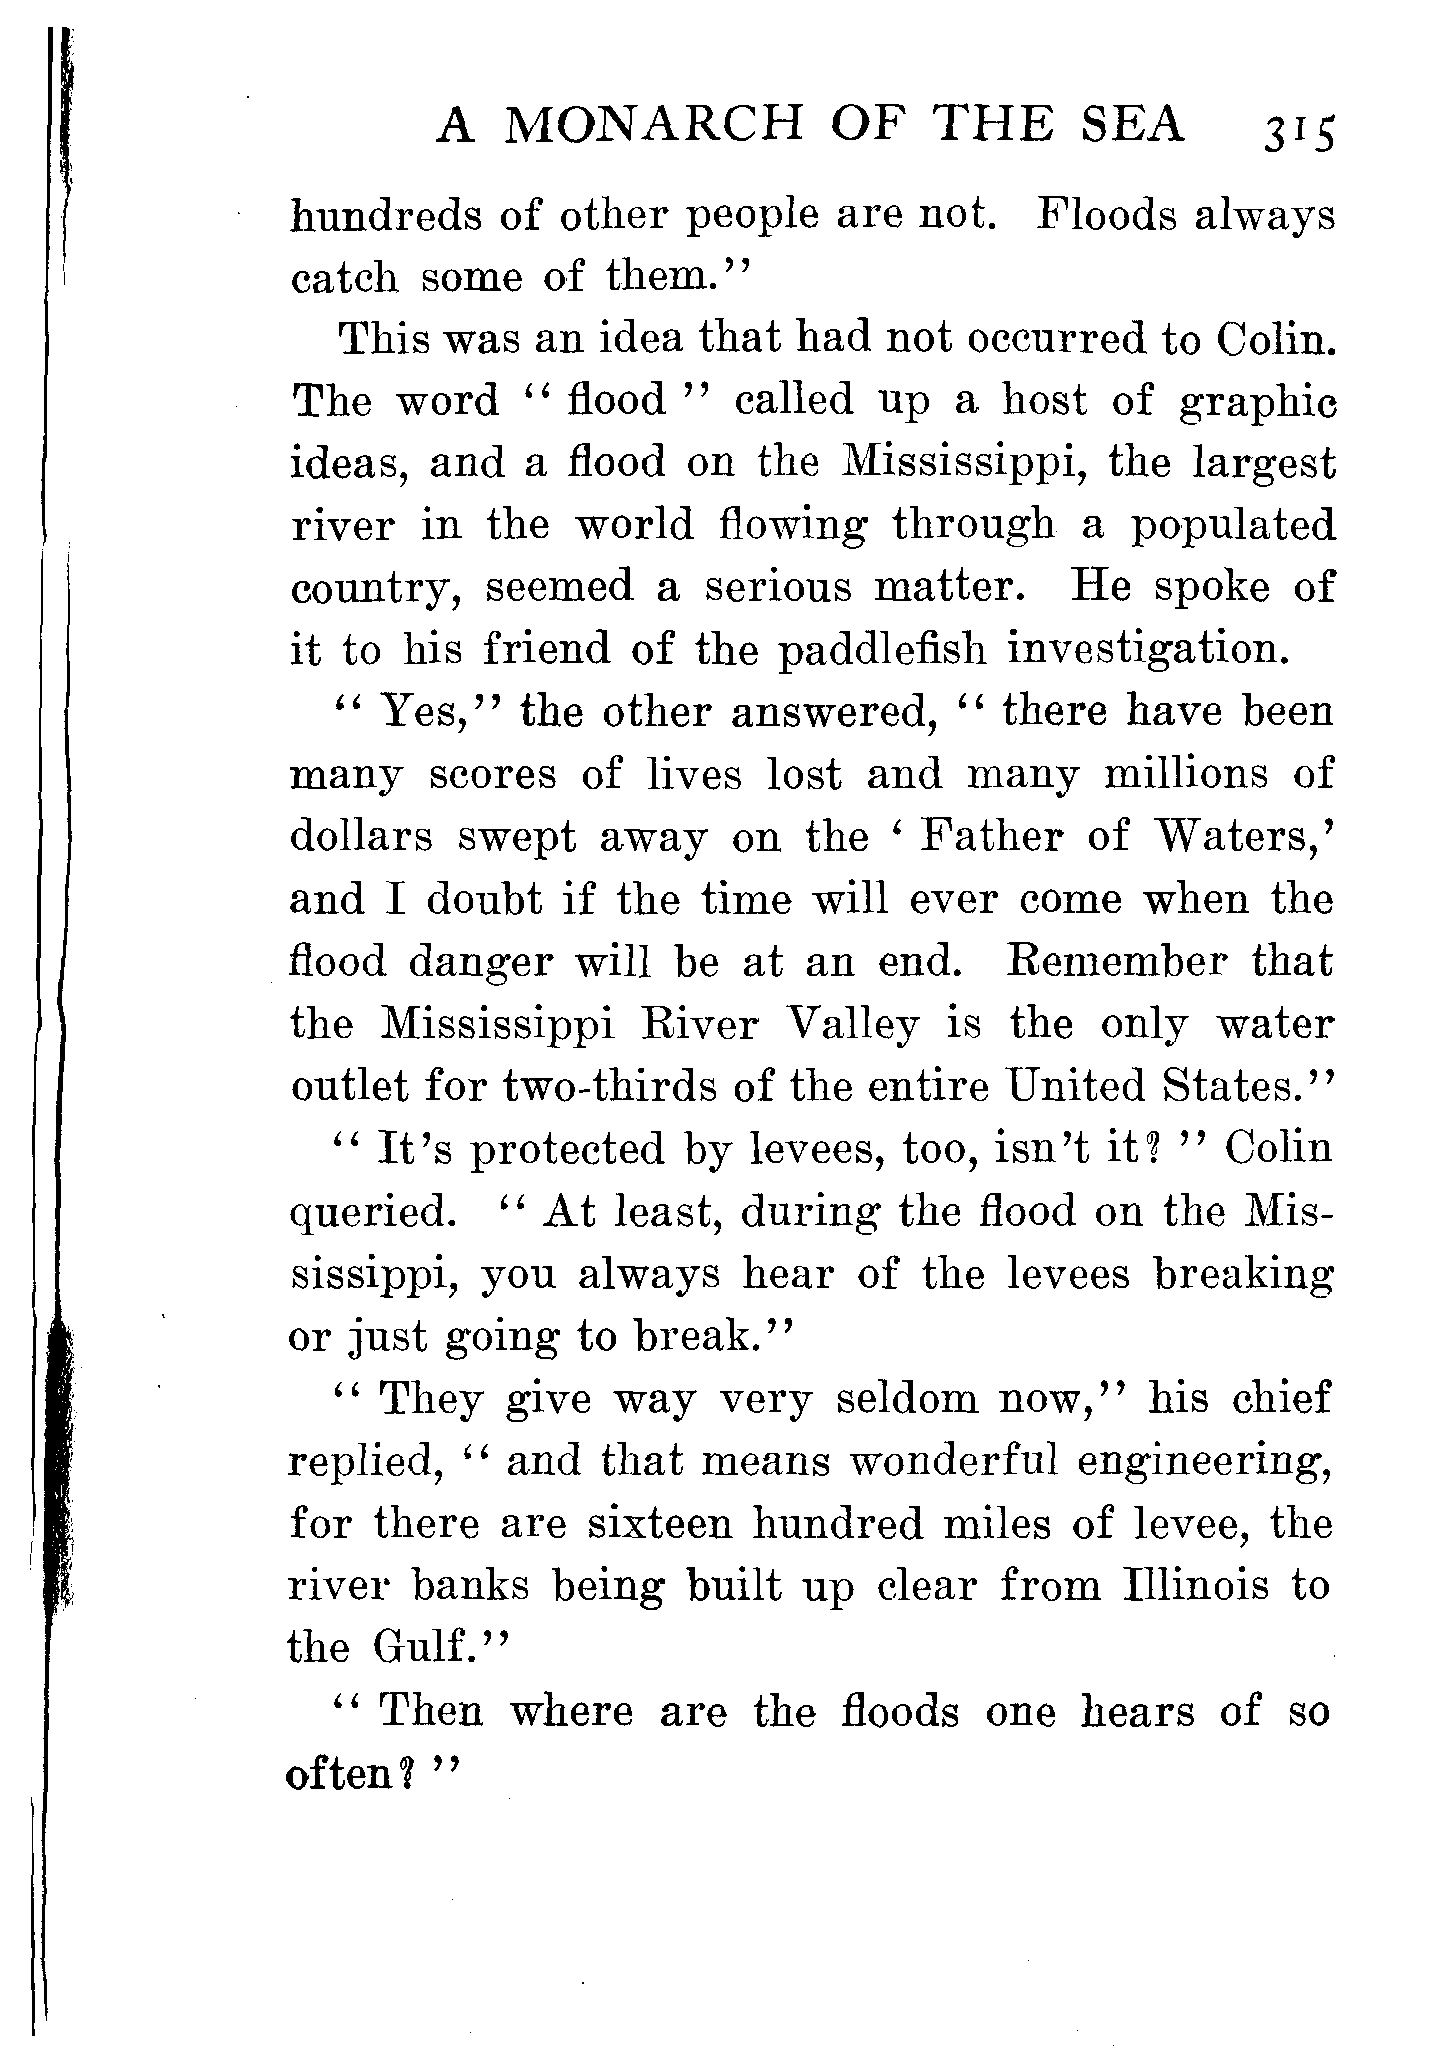 A MONARCH OF THE SEA 315
hundreds of other people are not. Floods always
catch some of them.''
This was an idea that had not occurred to Colin.
The word '' flood '' called up a host of graphic
ideas, and a flood on the Mississippi, the largest
river in the world flowing through a populated
country, seemed a serious matter. He spoke of
it to his friend of the paddlefish investigation.
‘‘ Yes,’’ the other answered, ‘‘ there have been
many scores of lives lost and many millions of
dollars swept away on the ‘ Father of Waters,’
and I doubt if the time will ever come when the
flood danger will be at an end. Remember that
the Mississippi River Valley is the only water
outlet for two-thirds of the entire United States.’’
‘‘ It’s protected by levees, too, isn’t it? ’’ Colin
queried. ‘‘ At least, during the flood on the Mis-
sissippi, you always hear of the levees breaking
or just going to break.’’
‘‘ They give way very seldom now,’’ his chief
replied, ‘‘ and that means wonderful engineering,
for there are sixteen hundred miles of levee, the
river banks being built up clear from Illinois to
the Gulf.’’
‘‘ Then where are the floods one hears of so
often? ’’